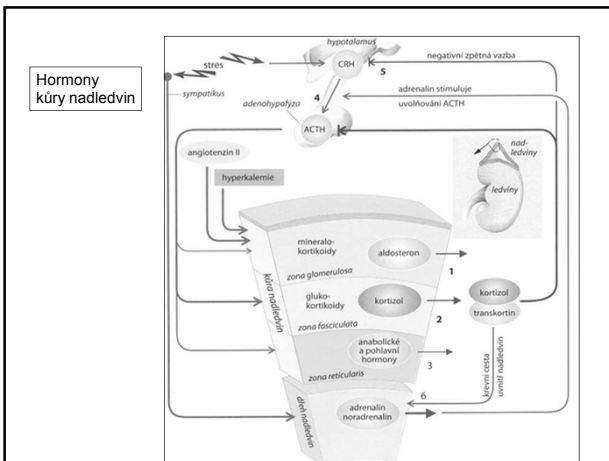 Hormony
kůry nadledvin
hypotalamus
stres
CRH
5
negativní zpětná vazba
sympatikus
4
adrenalin stimuluje
uvolňování ACTH
adenohypofýza
ACTH
nad-
ledviny
angiotenzin II
ledviny
hyperkalemie
mineralo-
kortikoidy
aldosteron
1
zona glomerulosa
kůra nadledvin
gluko-
kortikoidy
kortizol
2
kortizol
transkortin
zona fasciculata
anabolické
a pohlavní
hormony
3
zona reticularis
krevní cesta
uvnitř nadledvin
6
dřeň nadledvin
adrenalin
noradrenalin